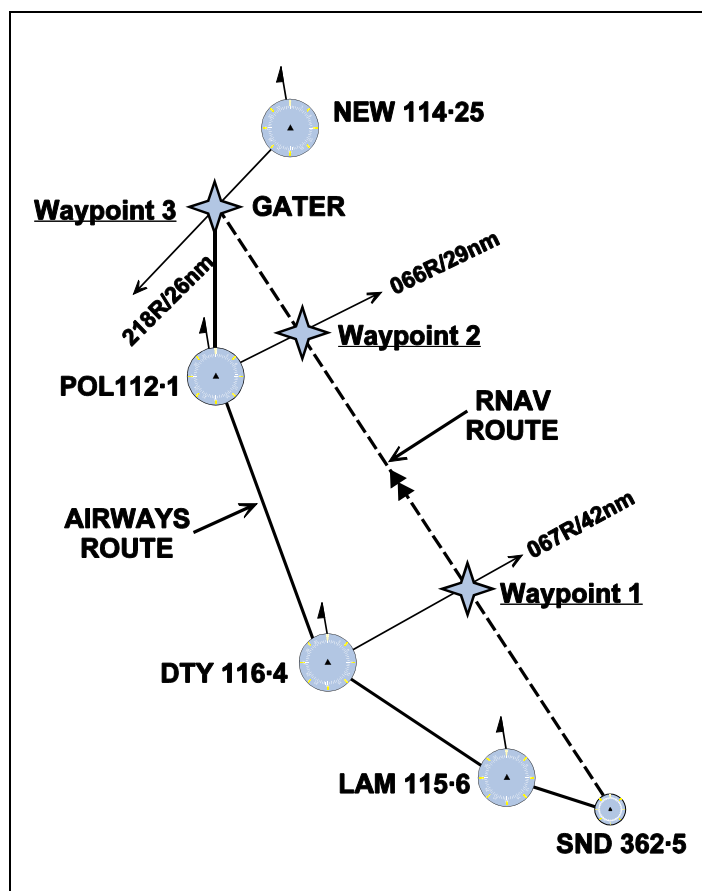 NEW 114·25
Waypoint 3
GATER
218R/26nm
066R/29nm
Waypoint 2
POL112·1
RNAV
ROUTE
AIRWAYS
ROUTE
067R/42nm
Waypoint 1
DTY 116·4
LAM 115·6
SND 362·5